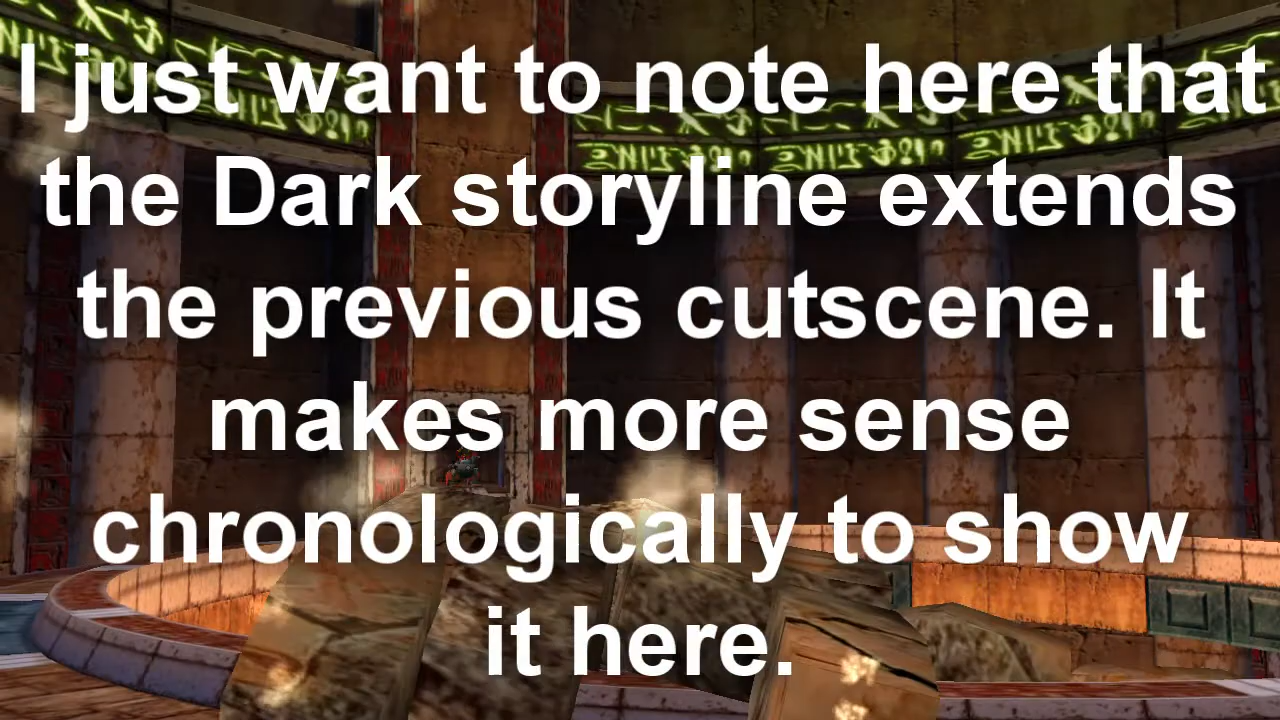 I just want to note here that
the Dark storyline extends
the previous cutscene. It
makes more sense
chronologically to show
it here.